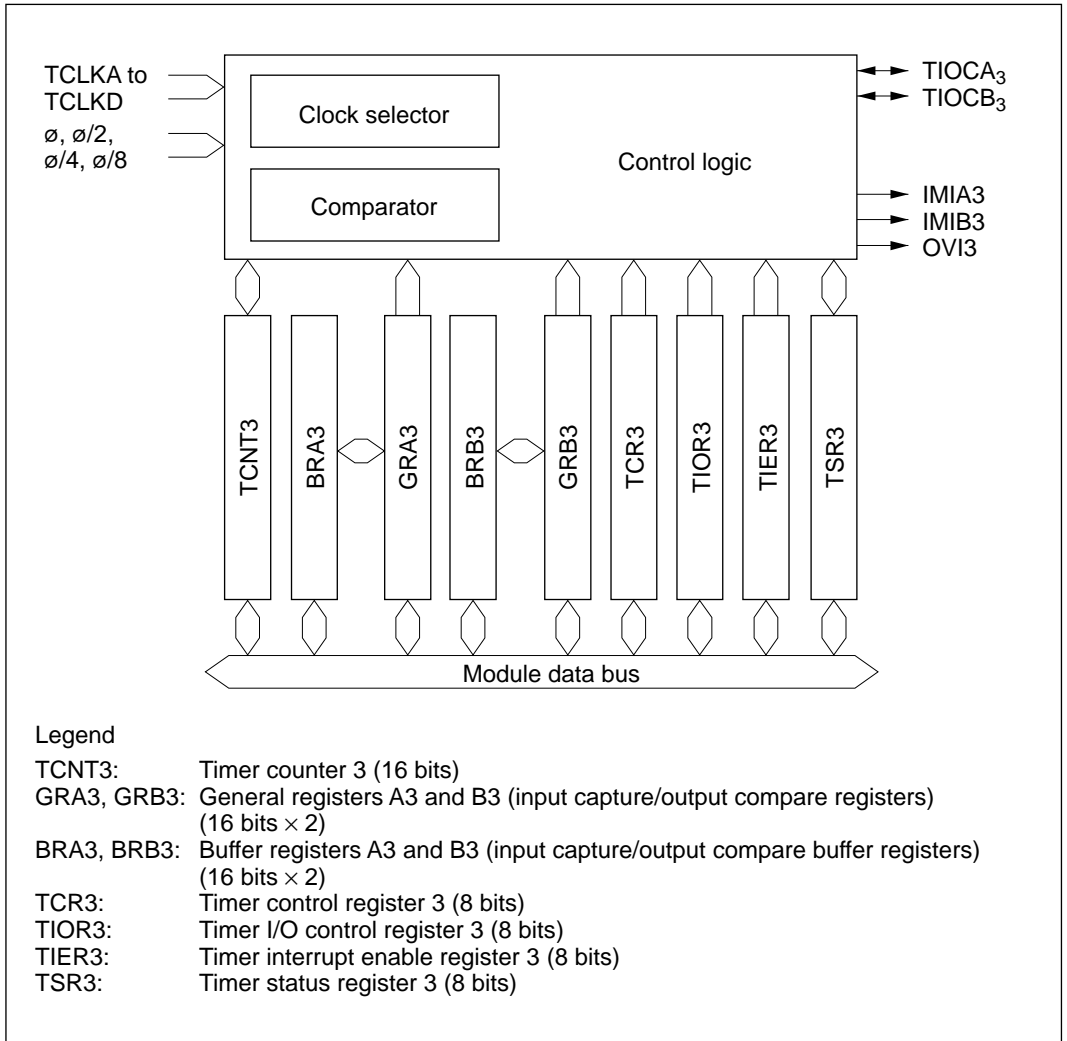 TCLKA to
TCLKD
ø, ø/2,
ø/4, ø/8
Clock selector
Comparator
Control logic
TIOCA3
TIOCB3
IMIA3
IMIB3
OVI3
TCNT3
BRA3
GRA3
BRB3
GRB3
TCR3
TIOR3
TIER3
TSR3
Module data bus
Legend
TCNT3: Timer counter 3 (16 bits)
GRA3, GRB3: General registers A3 and B3 (input capture/output compare registers)
(16 bits × 2)
BRA3, BRB3: Buffer registers A3 and B3 (input capture/output compare buffer registers)
(16 bits × 2)
TCR3: Timer control register 3 (8 bits)
TIOR3: Timer I/O control register 3 (8 bits)
TIER3: Timer interrupt enable register 3 (8 bits)
TSR3: Timer status register 3 (8 bits)